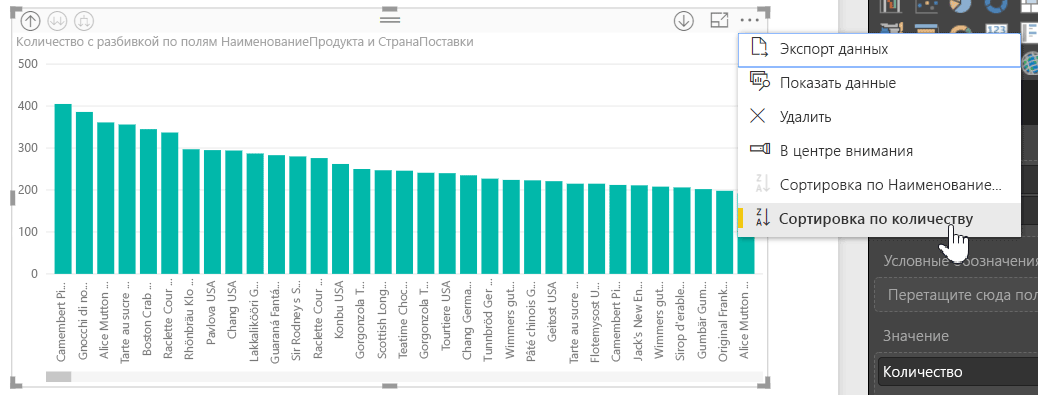 Количество с разбивкой по полям НаименованиеПродукта и СтранаПоставки
500
400
300
200
100
0
Camembert Pi...
Gnocchi di no...
Alice Mutton ...
Tarte au sucre ...
Boston Crab ...
Raclette Cour ...
Rhönbräu Klo ...
Pavlova USA
Chang USA
Lakkalikööri G...
Guaraná Fantá...
Sir Rodney's S...
Raclette Cour ...
Konbu USA
Gorgonzola T...
Scottish Long...
Teatime Choc...
Gorgonzola T...
Tourtiere USA
Chang Germa...
Tunnbröd Ger ...
Wimmers gut...
Pâté chinois G...
Geitost USA
Tarte au sucre ...
Flotemysost U...
Camembert Pi...
Jack's New En...
Wimmers gut...
Sirop d'erable...
Gumbär Gum...
Original Frank...
Alice Mutton ...
Экспорт данных
Показать данные
Удалить
В центре внимания
Сортировка по Наименование...
Сортировка по количеству
123
Условные Обозначения
Перетащите сюда пол
Значение
Количество